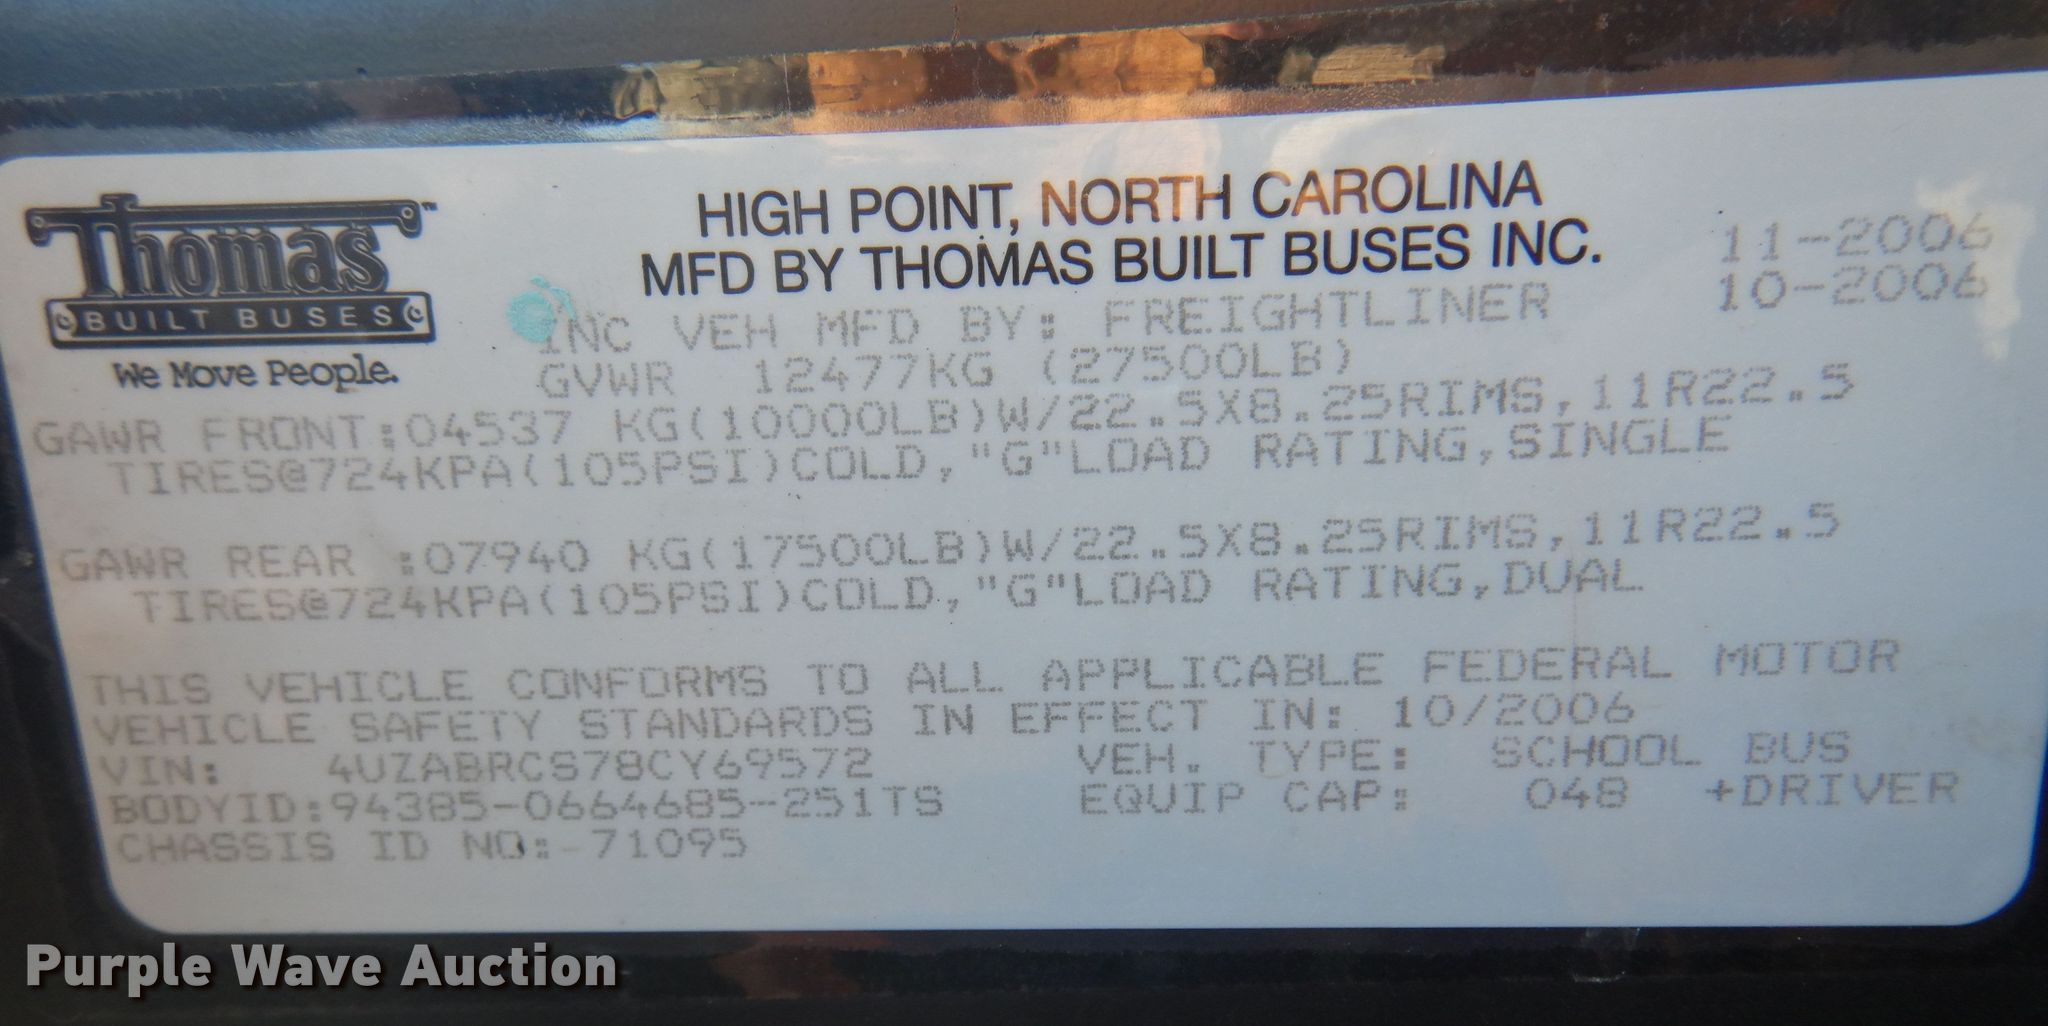 Thomas™
BUILT BUSES
We Move People.
HIGH POINT, NORTH CAROLINA
MFD BY THOMAS BUILT BUSES INC. 11-2006
INC VEH MFD BY: FREIGHTLINER 10-2006
GVWR 12477KG (27500LB)
GAWR FRONT:04537 KG(10000LB)W/22.5X8.25RIMS,11R22.5
TIRES@724KPA(105PSI)COLD,"G"LOAD RATING,SINGLE
GAWR REAR :07940 KG(17500LB)W/22.5X8.25RIMS,11R22.5
TIRES@724KPA(105PSI)COLD,"G"LOAD RATING,DUAL
THIS VEHICLE CONFORMS TO ALL APPLICABLE FEDERAL MOTOR
VEHICLE SAFETY STANDARDS IN EFFECT IN: 10/2006
VIN: 4UZABRCS78CY69572 VEH. TYPE: SCHOOL BUS
BODYID:94385-0664685-251TS EQUIP CAP: 048 +DRIVER
CHASSIS ID NO:-71095
Purple Wave Auction